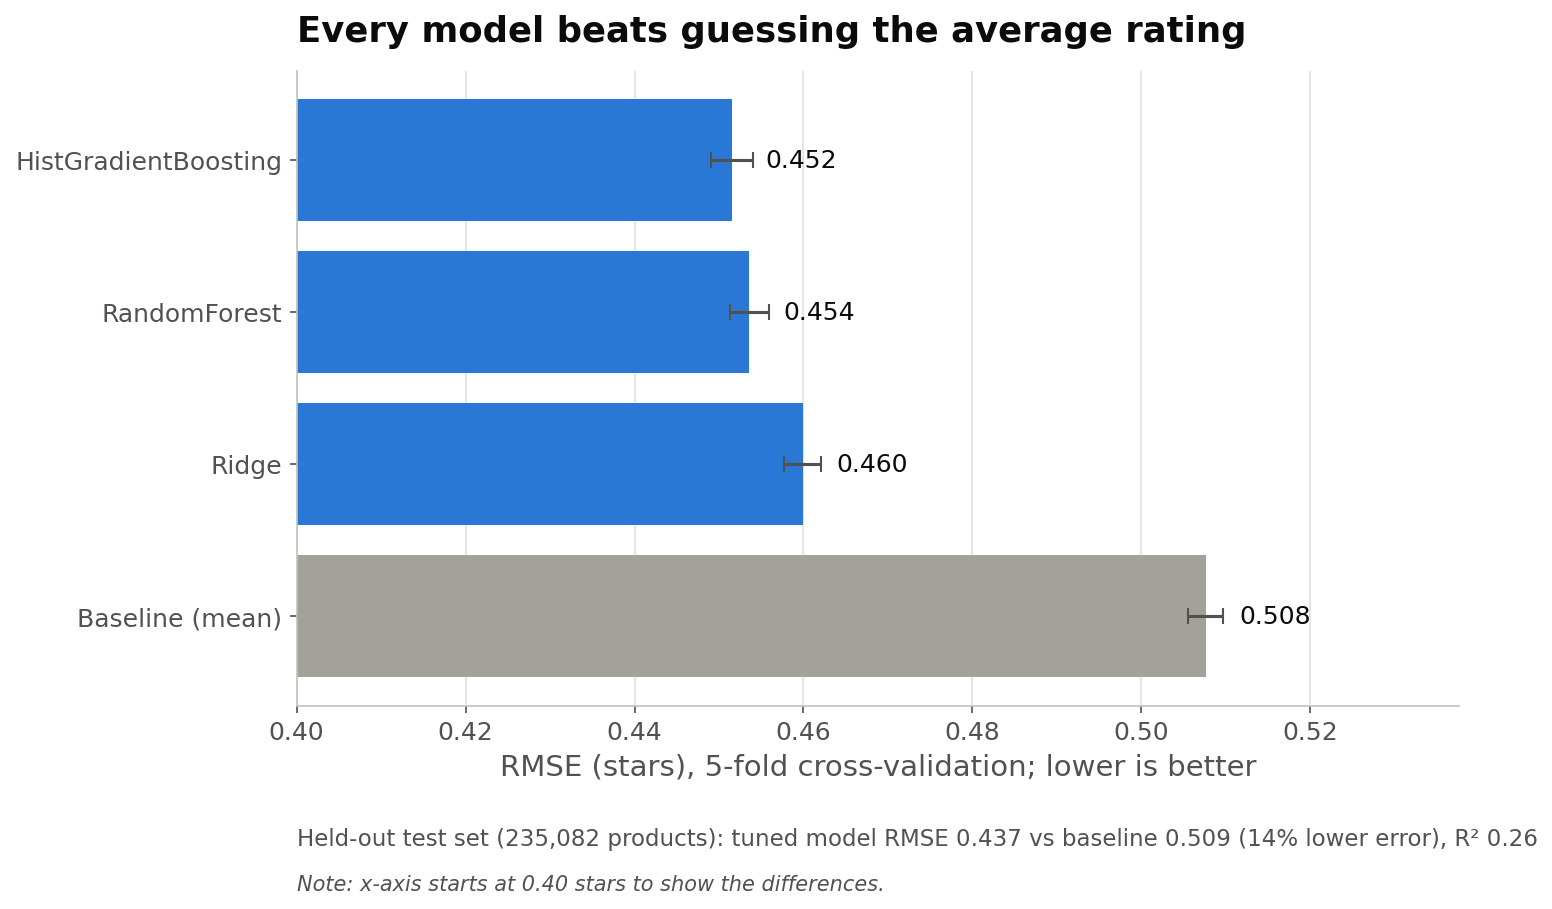 Every model beats guessing the average rating
HistGradientBoosting
0.452
RandomForest
0.454
Ridge
0.460
Baseline (mean)
0.508
0.40 0.42 0.44 0.46 0.48 0.50 0.52
RMSE (stars), 5-fold cross-validation; lower is better
Held-out test set (235,082 products): tuned model RMSE 0.437 vs baseline 0.509 (14% lower error), R² 0.26
Note: x-axis starts at 0.40 stars to show the differences.